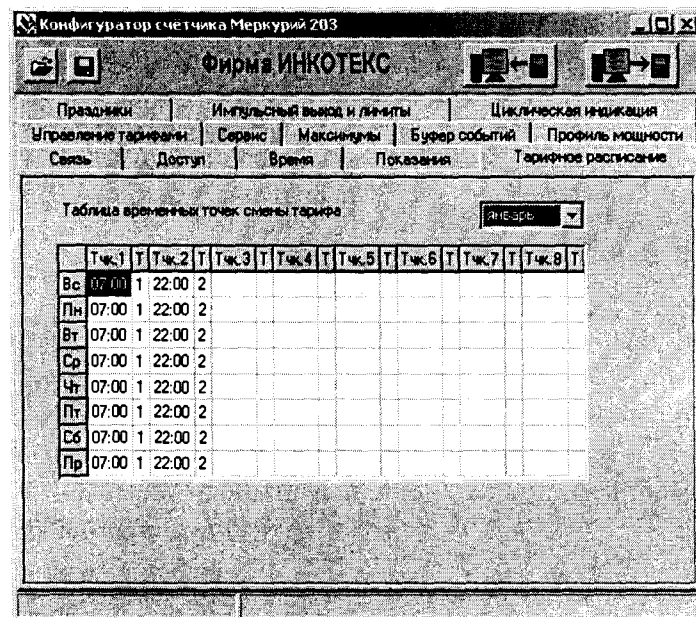 Конфигуратор счётчика Меркурий 203
Фирма ИНКОТЕКС
Праздники Импульсный выход и лимиты Циклическая индикация
Управление тарифами Сервис Максимумы Буфер событий Профиль мощности
Связь Доступ Время Показания Тарифное расписание
Таблица временных точек смены тарифа январь
Тчк.1 Т Тчк.2 Т Тчк.3 Т Тчк.4 Т Тчк.5 Т Тчк.6 Т Тчк.7 Т Тчк.8 Т
Вс 07:00 1 22:00 2
Пн 07:00 1 22:00 2
Вт 07:00 1 22:00 2
Ср 07:00 1 22:00 2
Чт 07:00 1 22:00 2
Пт 07:00 1 22:00 2
Сб 07:00 1 22:00 2
Пр 07:00 1 22:00 2